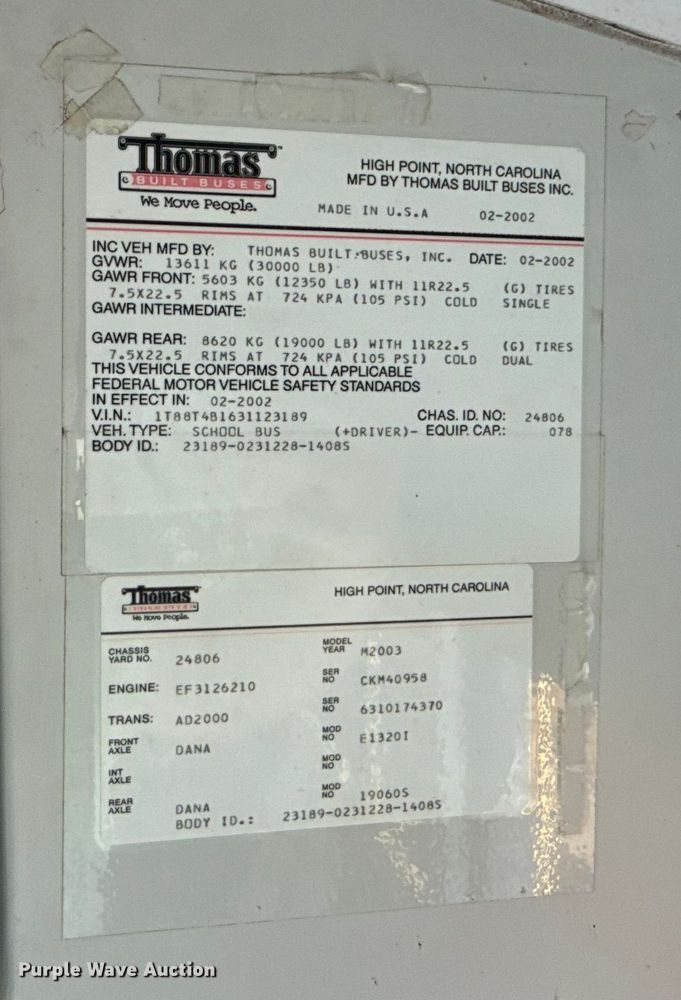 Thomas™
BUILT BUSES
We Move People.
HIGH POINT, NORTH CAROLINA
MFD BY THOMAS BUILT BUSES INC.
MADE IN U.S.A 02-2002
INC VEH MFD BY: THOMAS BUILT BUSES, INC. DATE: 02-2002
GVWR: 13611 KG (30000 LB)
GAWR FRONT: 5603 KG (12350 LB) WITH 11R22.5 (G) TIRES
7.5X22.5 RIMS AT 724 KPA (105 PSI) COLD SINGLE
GAWR INTERMEDIATE:
GAWR REAR: 8620 KG (19000 LB) WITH 11R22.5 (G) TIRES
7.5X22.5 RIMS AT 724 KPA (105 PSI) COLD DUAL
THIS VEHICLE CONFORMS TO ALL APPLICABLE
FEDERAL MOTOR VEHICLE SAFETY STANDARDS
IN EFFECT IN: 02-2002
V.I.N.: 1T88T4B1631123189 CHAS. ID. NO: 24806
VEH. TYPE: SCHOOL BUS (+DRIVER)- EQUIP. CAP.: 078
BODY ID.: 23189-0231228-1408S
Thomas
BUILT BUSES
We Move People.
HIGH POINT, NORTH CAROLINA
CHASSIS YARD NO. 24806 MODEL YEAR M2003
ENGINE: EF3126210 SER NO CKM40958
TRANS: AD2000 SER NO 6310174370
FRONT AXLE DANA MOD NO E1320I
INT AXLE MOD NO
REAR AXLE DANA MOD NO 19060S
BODY ID.: 23189-0231228-1408S
Purple Wave Auction